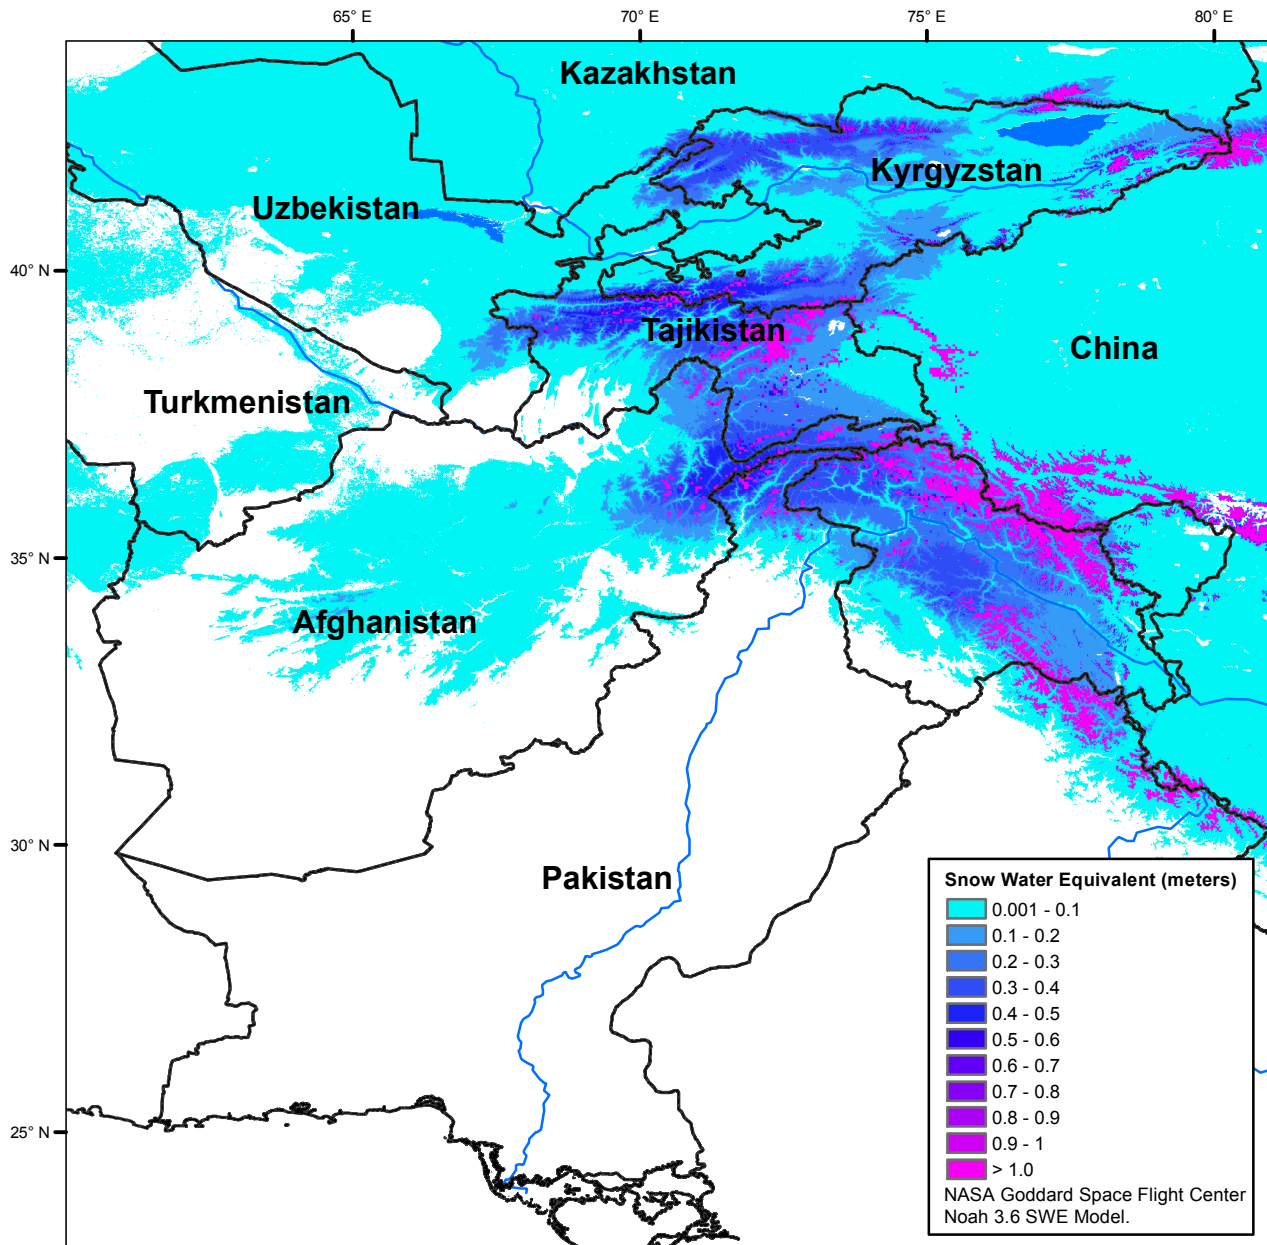 65° E
70° E
75° E
80° E
Kazakhstan
Kyrgyzstan
Uzbekistan
40° N
Tajikistan
China
Turkmenistan
35° N
Afghanistan
30° N
Pakistan
25° N
Snow Water Equivalent (meters)
0.001 - 0.1
0.1 - 0.2
0.2 - 0.3
0.3 - 0.4
0.4 - 0.5
0.5 - 0.6
0.6 - 0.7
0.7 - 0.8
0.8 - 0.9
0.9 - 1
> 1.0
NASA Goddard Space Flight Center
Noah 3.6 SWE Model.